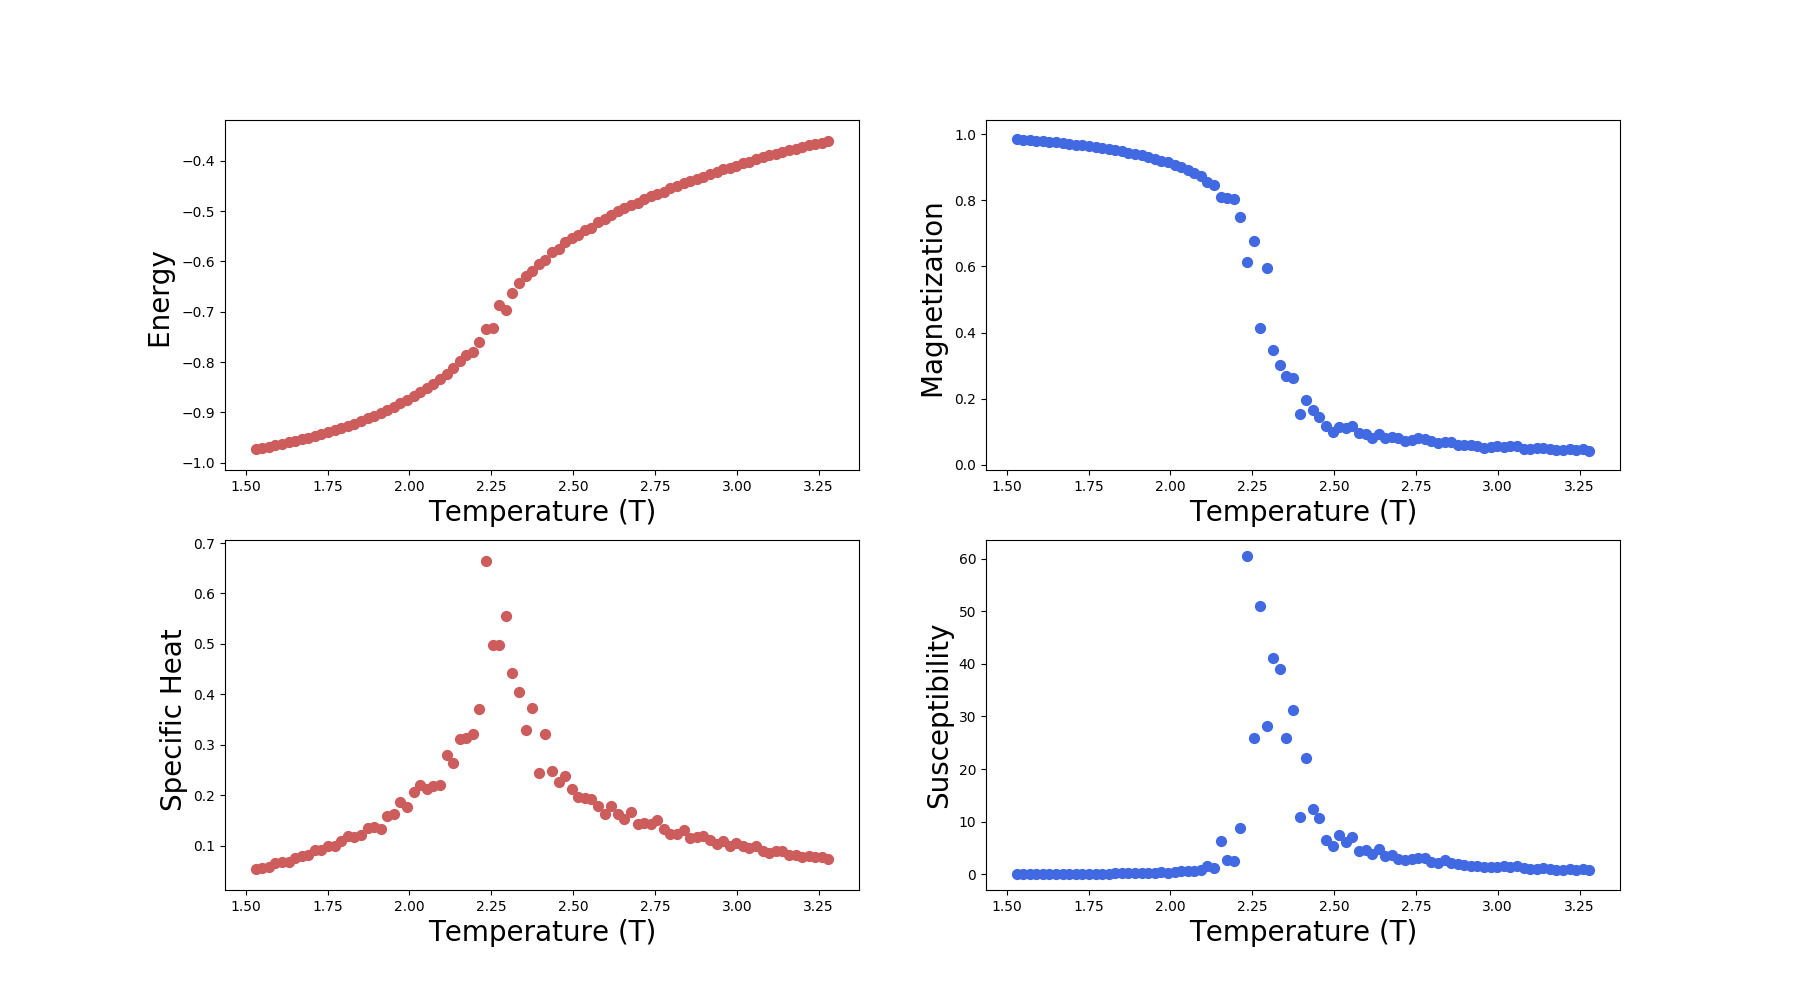 Energy
−0.4
−0.5
−0.6
−0.7
−0.8
−0.9
−1.0
1.50 1.75 2.00 2.25 2.50 2.75 3.00 3.25
Temperature (T)
Magnetization
1.0
0.8
0.6
0.4
0.2
0.0
1.50 1.75 2.00 2.25 2.50 2.75 3.00 3.25
Temperature (T)
Specific Heat
0.7
0.6
0.5
0.4
0.3
0.2
0.1
1.50 1.75 2.00 2.25 2.50 2.75 3.00 3.25
Temperature (T)
Susceptibility
60
50
40
30
20
10
0
1.50 1.75 2.00 2.25 2.50 2.75 3.00 3.25
Temperature (T)